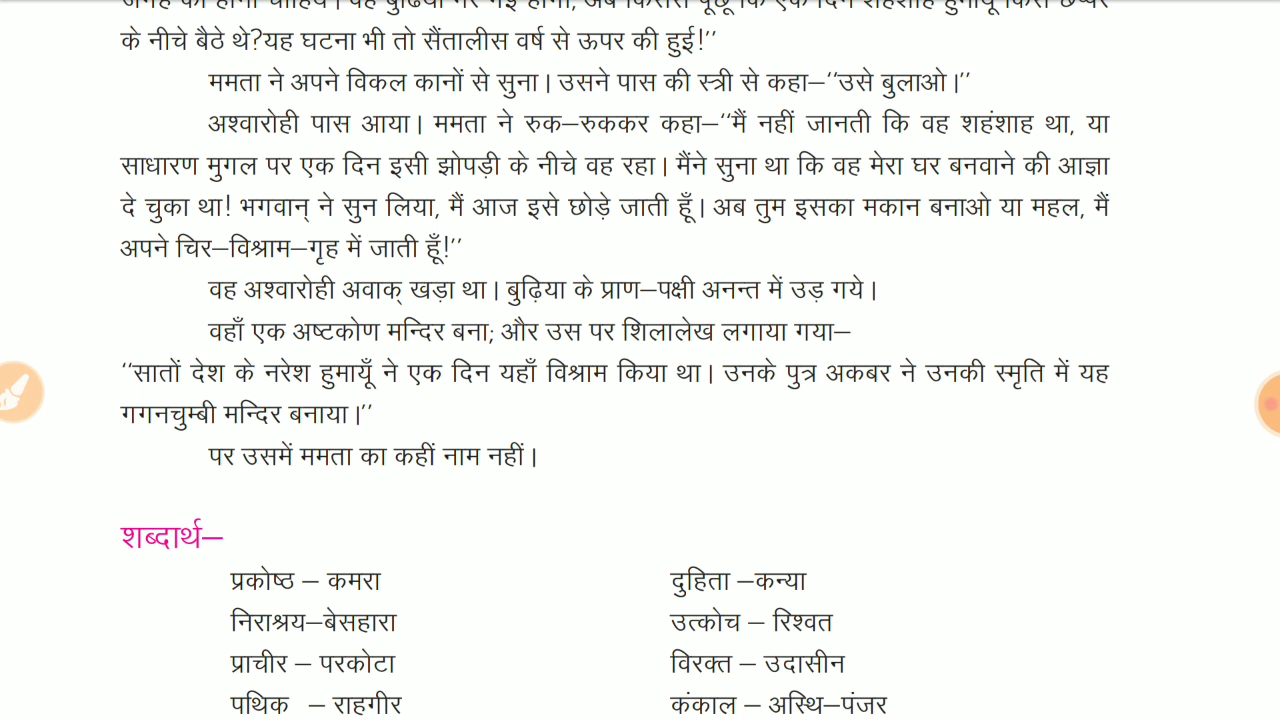 के नीचे बैठे थे?यह घटना भी तो सैंतालीस वर्ष से ऊपर की हुई!’’
ममता ने अपने विकल कानों से सुना। उसने पास की स्त्री से कहा–‘‘उसे बुलाओ।’’
अश्वारोही पास आया। ममता ने रुक–रुककर कहा–‘‘मैं नहीं जानती कि वह शहंशाह था, या
साधारण मुगल पर एक दिन इसी झोपड़ी के नीचे वह रहा। मैंने सुना था कि वह मेरा घर बनवाने की आज्ञा
दे चुका था! भगवान् ने सुन लिया, मैं आज इसे छोड़े जाती हूँ। अब तुम इसका मकान बनाओ या महल, मैं
अपने चिर–विश्राम–गृह में जाती हूँ!’’
वह अश्वारोही अवाक् खड़ा था। बुढ़िया के प्राण–पक्षी अनन्त में उड़ गये।
वहाँ एक अष्टकोण मन्दिर बना; और उस पर शिलालेख लगाया गया–
‘‘सातों देश के नरेश हुमायूँ ने एक दिन यहाँ विश्राम किया था। उनके पुत्र अकबर ने उनकी स्मृति में यह
गगनचुम्बी मन्दिर बनाया।’’
पर उसमें ममता का कहीं नाम नहीं।
शब्दार्थ–
प्रकोष्ठ – कमरा दुहिता –कन्या
निराश्रय–बेसहारा उत्कोच – रिश्वत
प्राचीर – परकोटा विरक्त – उदासीन
पथिक – राहगीर कंकाल – अस्थि–पंजर